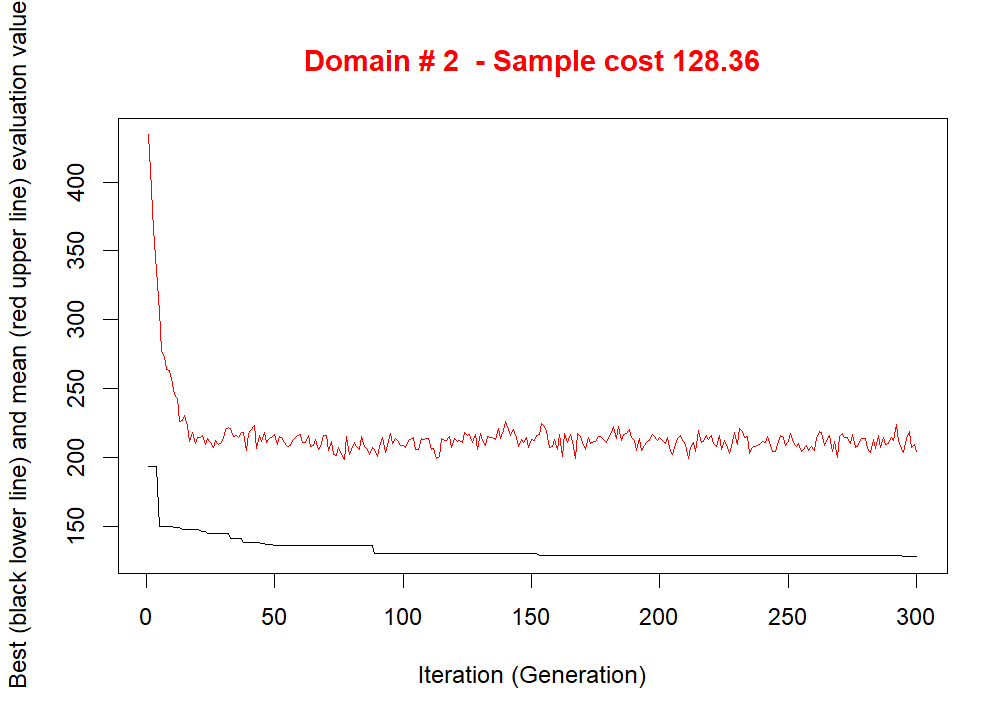 Domain # 2  - Sample cost 128.36
Best (black lower line) and mean (red upper line) evaluation value
400
350
300
250
200
150
0 50 100 150 200 250 300
Iteration (Generation)